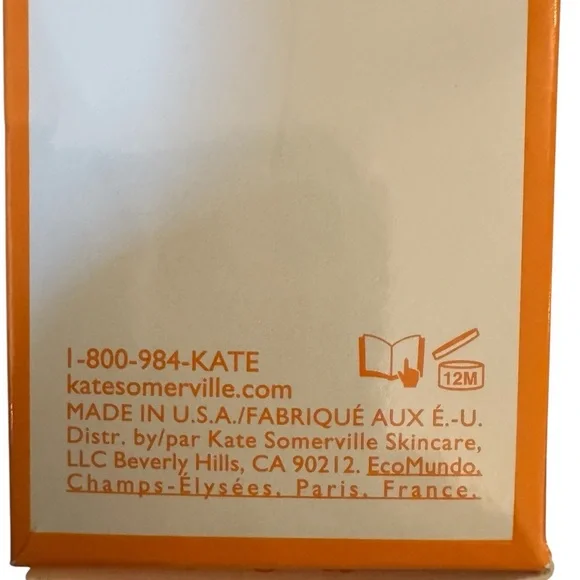 1-800-984-KATE
katesomerville.com
12M
MADE IN U.S.A./FABRIQUÉ AUX É.-U.
Distr. by/par Kate Somerville Skincare,
LLC Beverly Hills, CA 90212. EcoMundo,
Champs-Élysées, Paris, France.